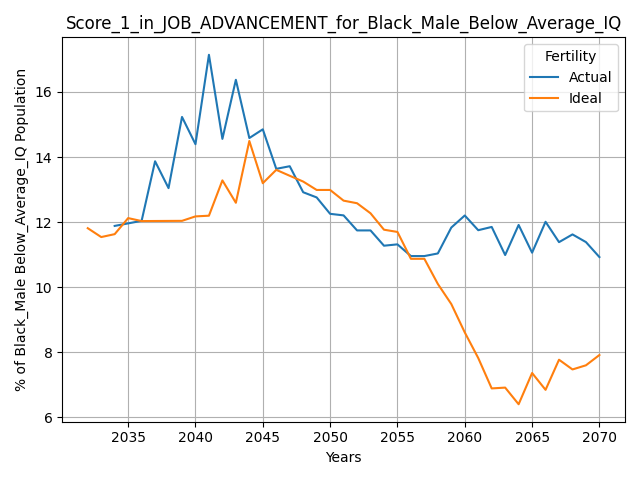 Score_1_in_JOB_ADVANCEMENT_for_Black_Male_Below_Average_IQ
Fertility
Actual
Ideal
% of Black_Male Below_Average_IQ Population
16
14
12
10
8
6
2035 2040 2045 2050 2055 2060 2065 2070
Years